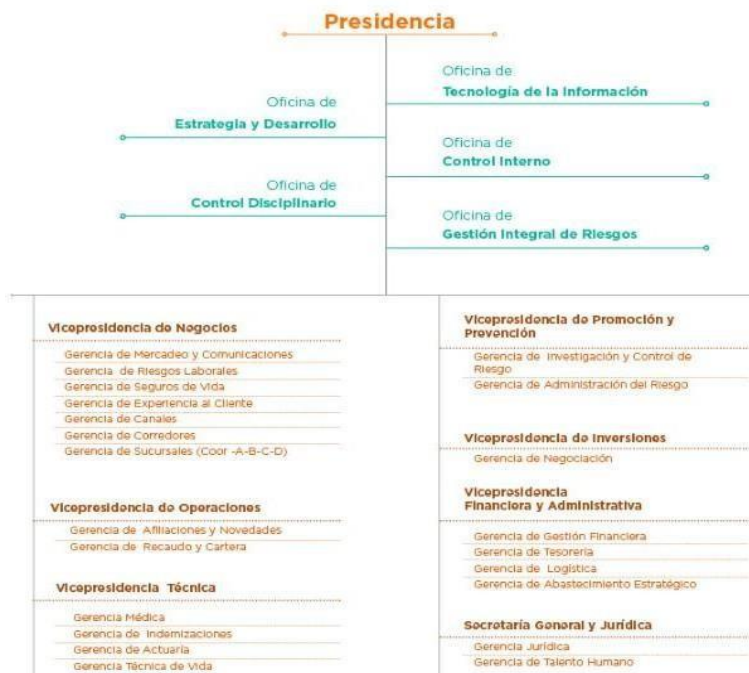 Presidencia
Oficina de
Estrategia y Desarrollo
Oficina de
Control Disciplinario
Oficina de
Tecnología de la Información
Oficina de
Control Interno
Oficina de
Gestión Integral de Riesgos
Vicepresidencia de Negocios
Gerencia de Mercadeo y Comunicaciones
Gerencia de Riesgos Laborales
Gerencia de Seguros de Vida
Gerencia de Experiencia al Cliente
Gerencia de Canales
Gerencia de Corredores
Gerencia de Sucursales (Coor -A-B-C-D)
Vicepresidencia de Operaciones
Gerencia de Afiliaciones y Novedades
Gerencia de Recaudo y Cartera
Vicepresidencia Técnica
Gerencia Médica
Gerencia de Indemizaciones
Gerencia de Actuaría
Gerencia Técnica de Vida
Vicepresidencia de Promoción y
Prevención
Gerencia de Investigación y Control de
Riesgo
Gerencia de Administración del Riesgo
Vicepresidencia de Inversiones
Gerencia de Negociación
Vicepresidencia
Financiera y Administrativa
Gerencia de Gestión Financiera
Gerencia de Tesorería
Gerencia de Logística
Gerencia de Abastecimiento Estratégico
Secretaría General y Jurídica
Gerencia Jurídica
Gerencia de Talento Humano